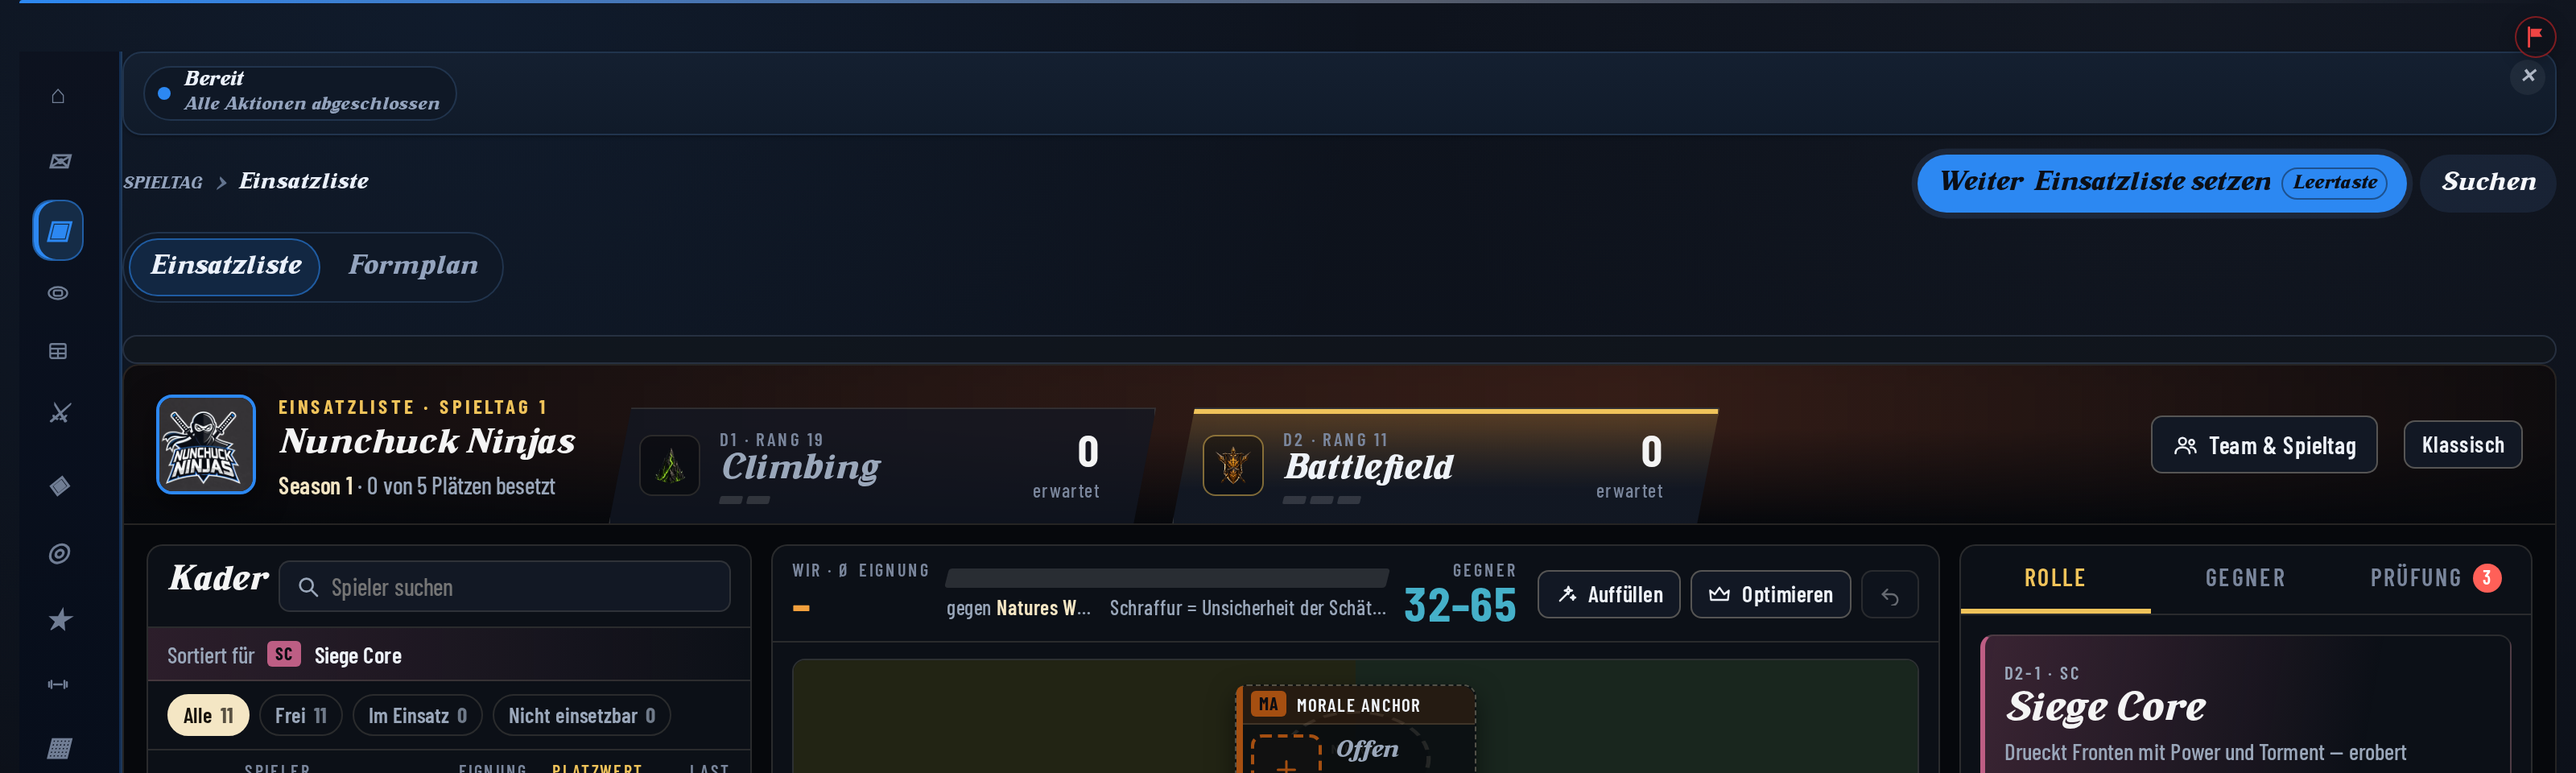 Bereit
Alle Aktionen abgeschlossen
SPIELTAG › Einsatzliste
Weiter Einsatzliste setzen Leertaste
Suchen
Einsatzliste Formplan
NUNCHUCK NINJAS
EINSATZLISTE · SPIELTAG 1
Nunchuck Ninjas
Season 1 · 0 von 5 Plätzen besetzt
D1 · RANG 19
Climbing
0
erwartet
D2 · RANG 11
Battlefield
0
erwartet
Team & Spieltag
Klassisch
Kader
Spieler suchen
Sortiert für SC Siege Core
Alle 11 Frei 11 Im Einsatz 0 Nicht einsetzbar 0
SPIELER EIGNUNG PLATZWERT LAST
WIR · Ø EIGNUNG
–
gegen Natures W… Schraffur = Unsicherheit der Schät…
GEGNER
32–65
Auffüllen
Optimieren
MA MORALE ANCHOR
Offen
ROLLE GEGNER PRÜFUNG 3
D2-1 · SC
Siege Core
Drueckt Fronten mit Power und Torment — erobert